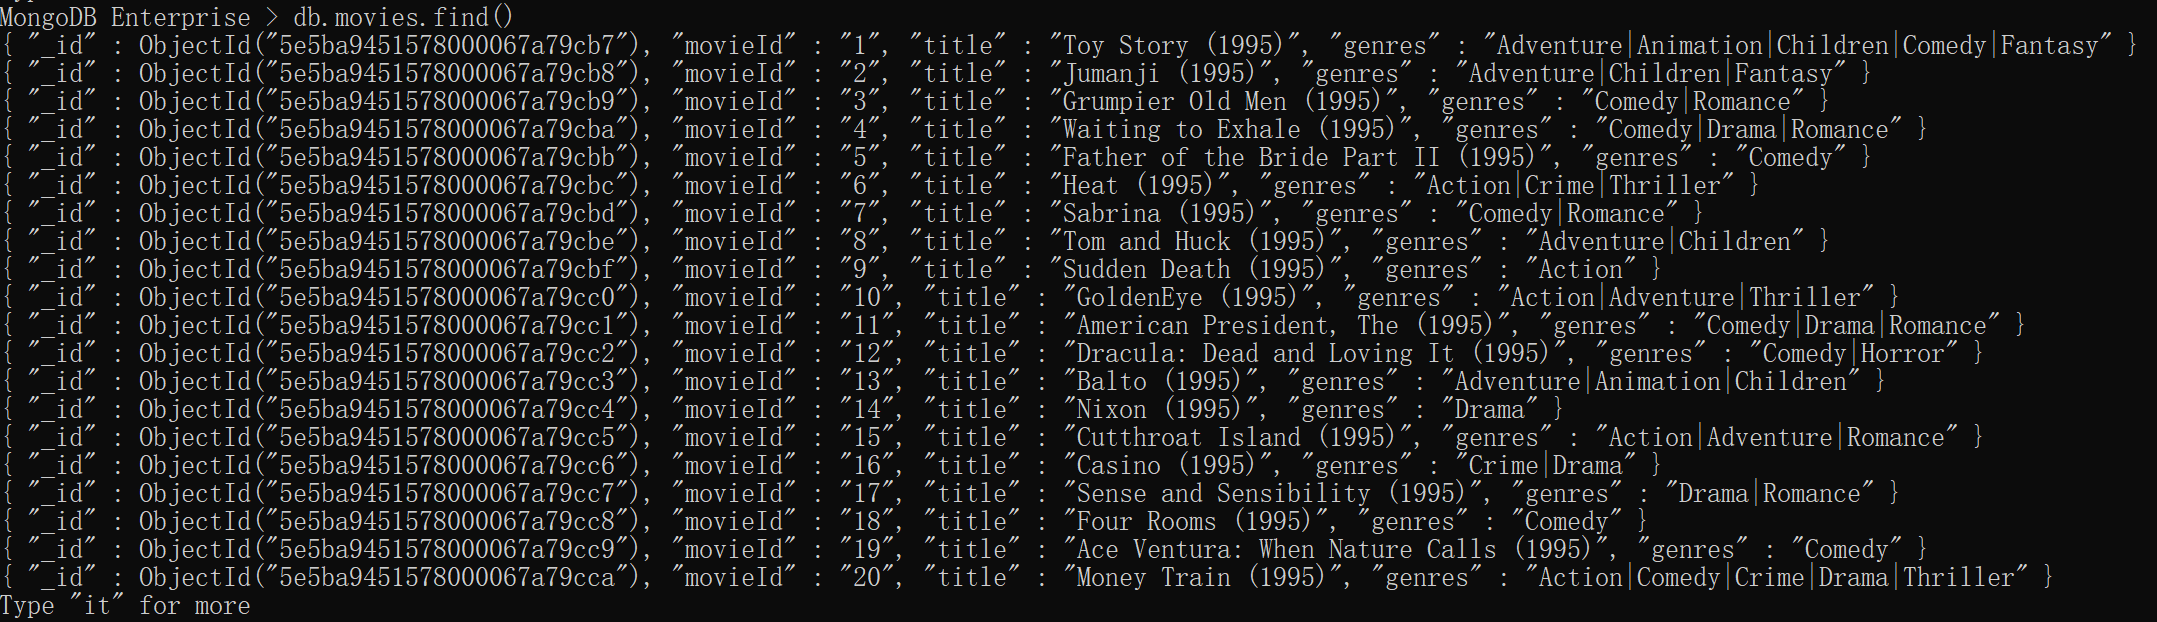 MongoDB Enterprise > db.movies.find()
{ "_id" : ObjectId("5e5ba9451578000067a79cb7"), "movieId" : "1", "title" : "Toy Story (1995)", "genres" : "Adventure|Animation|Children|Comedy|Fantasy" }
{ "_id" : ObjectId("5e5ba9451578000067a79cb8"), "movieId" : "2", "title" : "Jumanji (1995)", "genres" : "Adventure|Children|Fantasy" }
{ "_id" : ObjectId("5e5ba9451578000067a79cb9"), "movieId" : "3", "title" : "Grumpier Old Men (1995)", "genres" : "Comedy|Romance" }
{ "_id" : ObjectId("5e5ba9451578000067a79cba"), "movieId" : "4", "title" : "Waiting to Exhale (1995)", "genres" : "Comedy|Drama|Romance" }
{ "_id" : ObjectId("5e5ba9451578000067a79cbb"), "movieId" : "5", "title" : "Father of the Bride Part II (1995)", "genres" : "Comedy" }
{ "_id" : ObjectId("5e5ba9451578000067a79cbc"), "movieId" : "6", "title" : "Heat (1995)", "genres" : "Action|Crime|Thriller" }
{ "_id" : ObjectId("5e5ba9451578000067a79cbd"), "movieId" : "7", "title" : "Sabrina (1995)", "genres" : "Comedy|Romance" }
{ "_id" : ObjectId("5e5ba9451578000067a79cbe"), "movieId" : "8", "title" : "Tom and Huck (1995)", "genres" : "Adventure|Children" }
{ "_id" : ObjectId("5e5ba9451578000067a79cbf"), "movieId" : "9", "title" : "Sudden Death (1995)", "genres" : "Action" }
{ "_id" : ObjectId("5e5ba9451578000067a79cc0"), "movieId" : "10", "title" : "GoldenEye (1995)", "genres" : "Action|Adventure|Thriller" }
{ "_id" : ObjectId("5e5ba9451578000067a79cc1"), "movieId" : "11", "title" : "American President, The (1995)", "genres" : "Comedy|Drama|Romance" }
{ "_id" : ObjectId("5e5ba9451578000067a79cc2"), "movieId" : "12", "title" : "Dracula: Dead and Loving It (1995)", "genres" : "Comedy|Horror" }
{ "_id" : ObjectId("5e5ba9451578000067a79cc3"), "movieId" : "13", "title" : "Balto (1995)", "genres" : "Adventure|Animation|Children" }
{ "_id" : ObjectId("5e5ba9451578000067a79cc4"), "movieId" : "14", "title" : "Nixon (1995)", "genres" : "Drama" }
{ "_id" : ObjectId("5e5ba9451578000067a79cc5"), "movieId" : "15", "title" : "Cutthroat Island (1995)", "genres" : "Action|Adventure|Romance" }
{ "_id" : ObjectId("5e5ba9451578000067a79cc6"), "movieId" : "16", "title" : "Casino (1995)", "genres" : "Crime|Drama" }
{ "_id" : ObjectId("5e5ba9451578000067a79cc7"), "movieId" : "17", "title" : "Sense and Sensibility (1995)", "genres" : "Drama|Romance" }
{ "_id" : ObjectId("5e5ba9451578000067a79cc8"), "movieId" : "18", "title" : "Four Rooms (1995)", "genres" : "Comedy" }
{ "_id" : ObjectId("5e5ba9451578000067a79cc9"), "movieId" : "19", "title" : "Ace Ventura: When Nature Calls (1995)", "genres" : "Comedy" }
{ "_id" : ObjectId("5e5ba9451578000067a79cca"), "movieId" : "20", "title" : "Money Train (1995)", "genres" : "Action|Comedy|Crime|Drama|Thriller" }
Type "it" for more